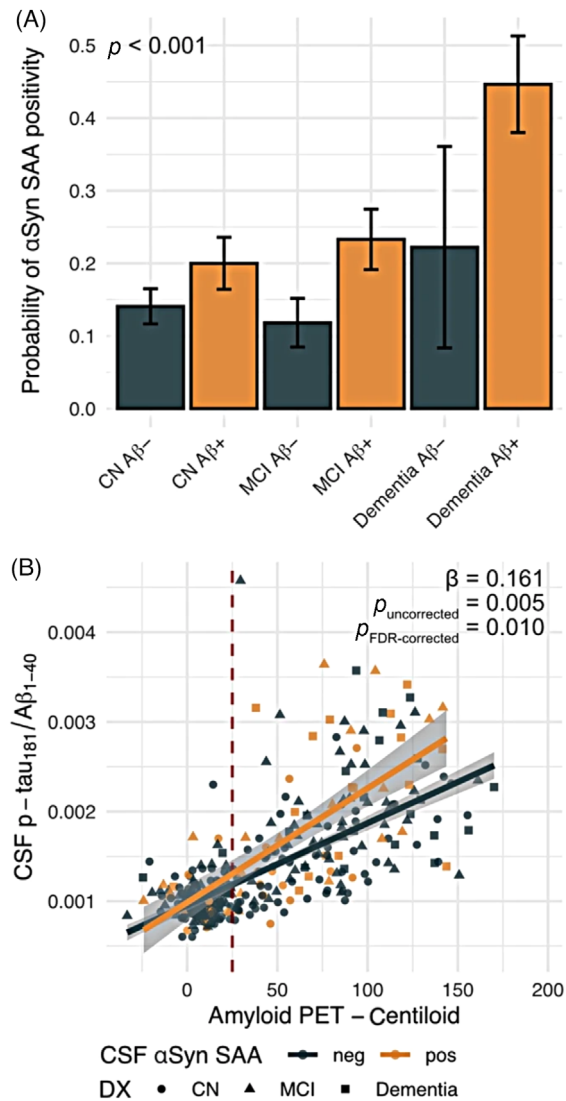 (A)
p < 0.001
Probability of αSyn SAA positivity
0.5
0.4
0.3
0.2
0.1
0.0
CN Aβ−
CN Aβ+
MCI Aβ−
MCI Aβ+
Dementia Aβ−
Dementia Aβ+
(B)
β = 0.161
p uncorrected = 0.005
p FDR-corrected = 0.010
CSF p−tau181/Aβ1−40
0.004
0.003
0.002
0.001
0 50 100 150 200
Amyloid PET − Centiloid
CSF αSyn SAA neg pos
DX CN MCI Dementia